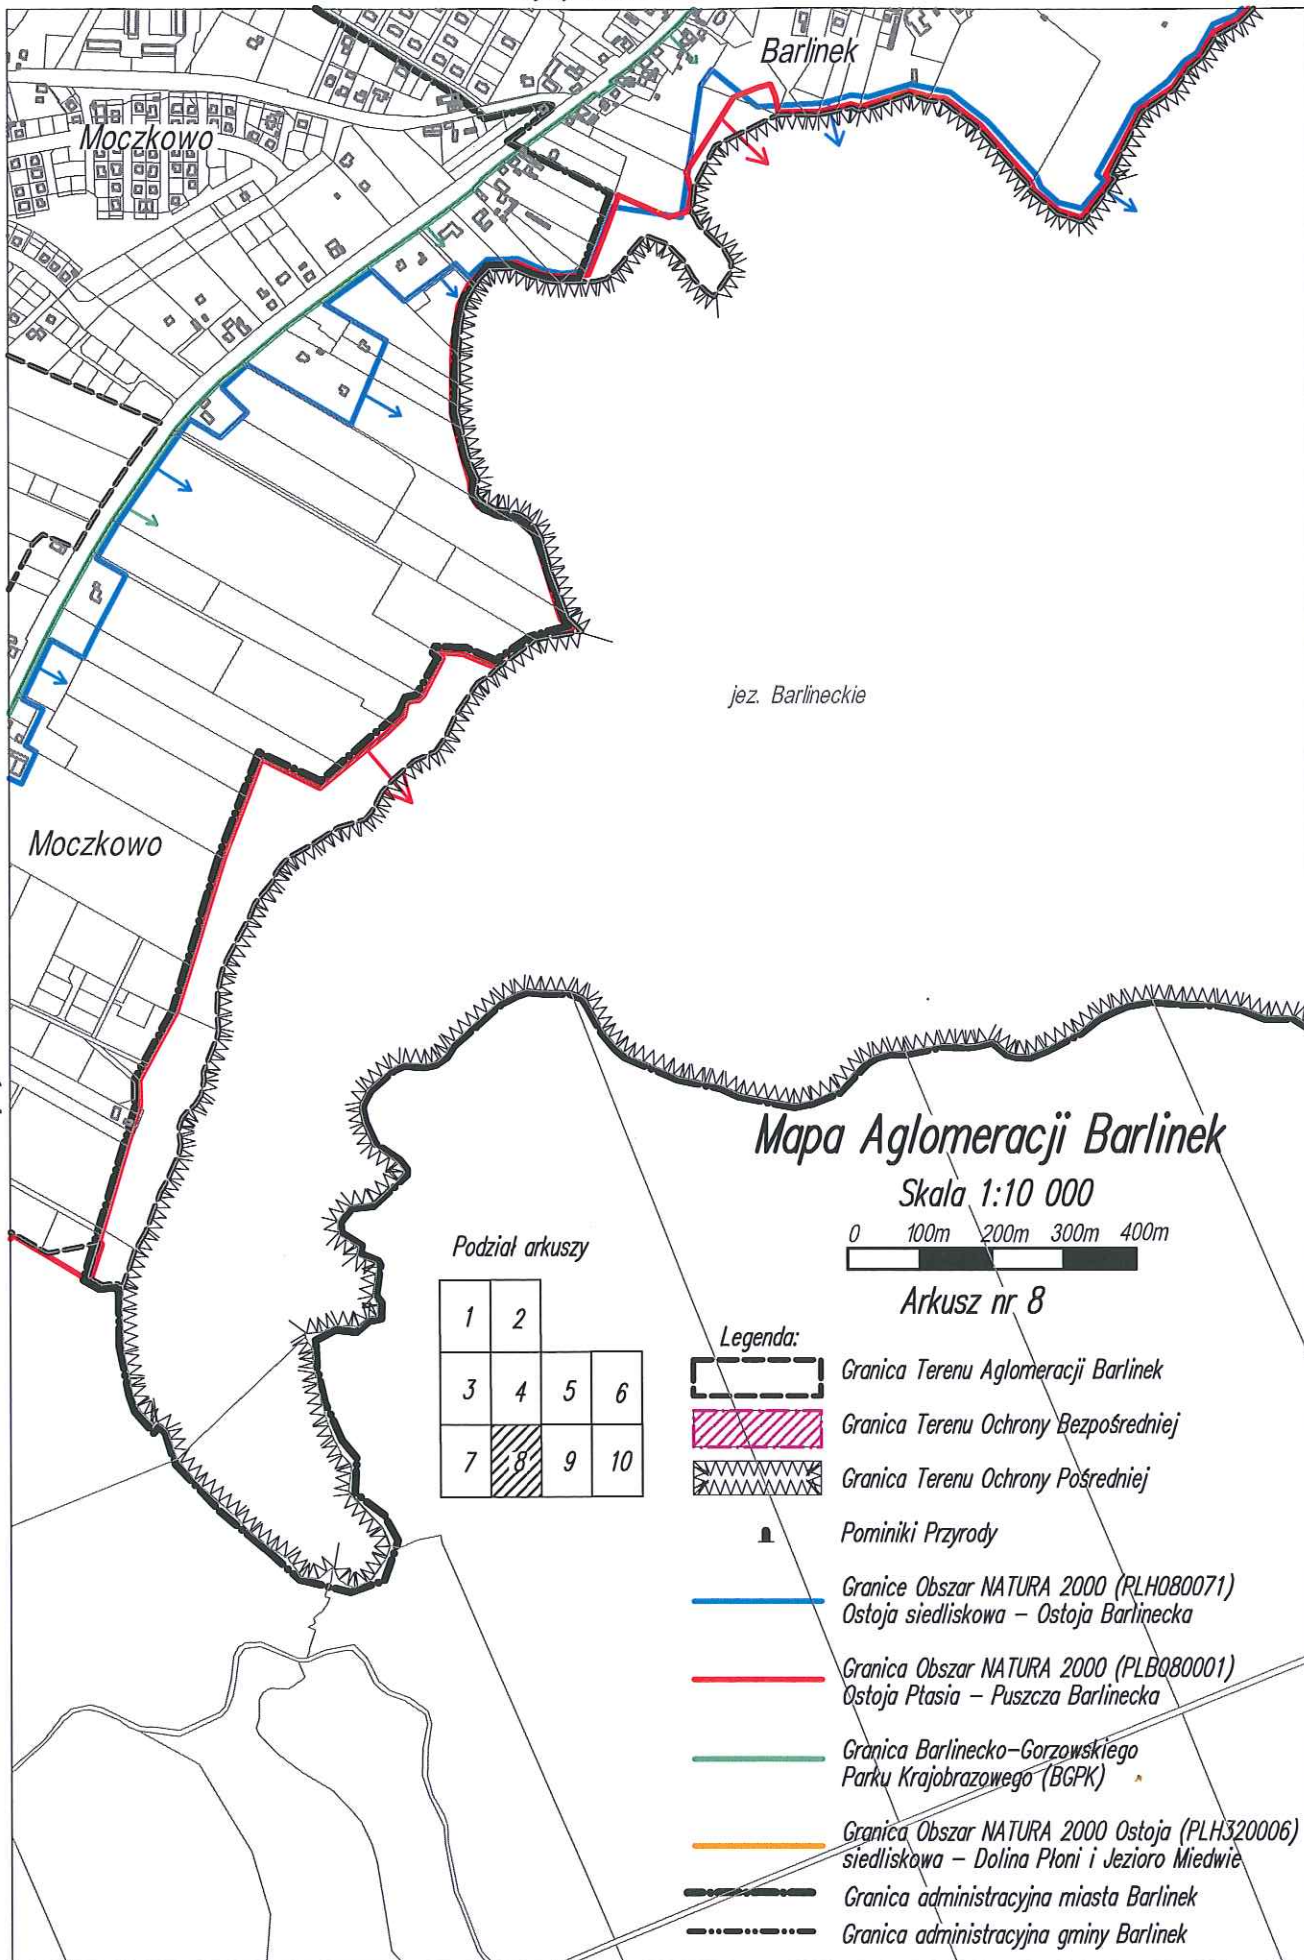 Barlinek
Moczkowo
jez. Barlineckie
Moczkowo
Mapa Aglomeracji Barlinek
Skala 1:10 000
0 100m 200m 300m 400m
Arkusz nr 8
Podział arkuszy
1 2
3 4 5 6
7 8 9 10
Legenda:
Granica Terenu Aglomeracji Barlinek
Granica Terenu Ochrony Bezpośredniej
Granica Terenu Ochrony Pośredniej
Pominiki Przyrody
Granice Obszar NATURA 2000 (PLH080071)
Ostoja siedliskowa – Ostoja Barlinecka
Granica Obszar NATURA 2000 (PLB080001)
Ostoja Ptasia – Puszcza Barlinecka
Granica Barlinecko–Gorzowskiego
Parku Krajobrazowego (BGPK)
Granica Obszar NATURA 2000 Ostoja (PLH320006)
siedliskowa – Dolina Płoni i Jezioro Miedwie
Granica administracyjna miasta Barlinek
Granica administracyjna gminy Barlinek